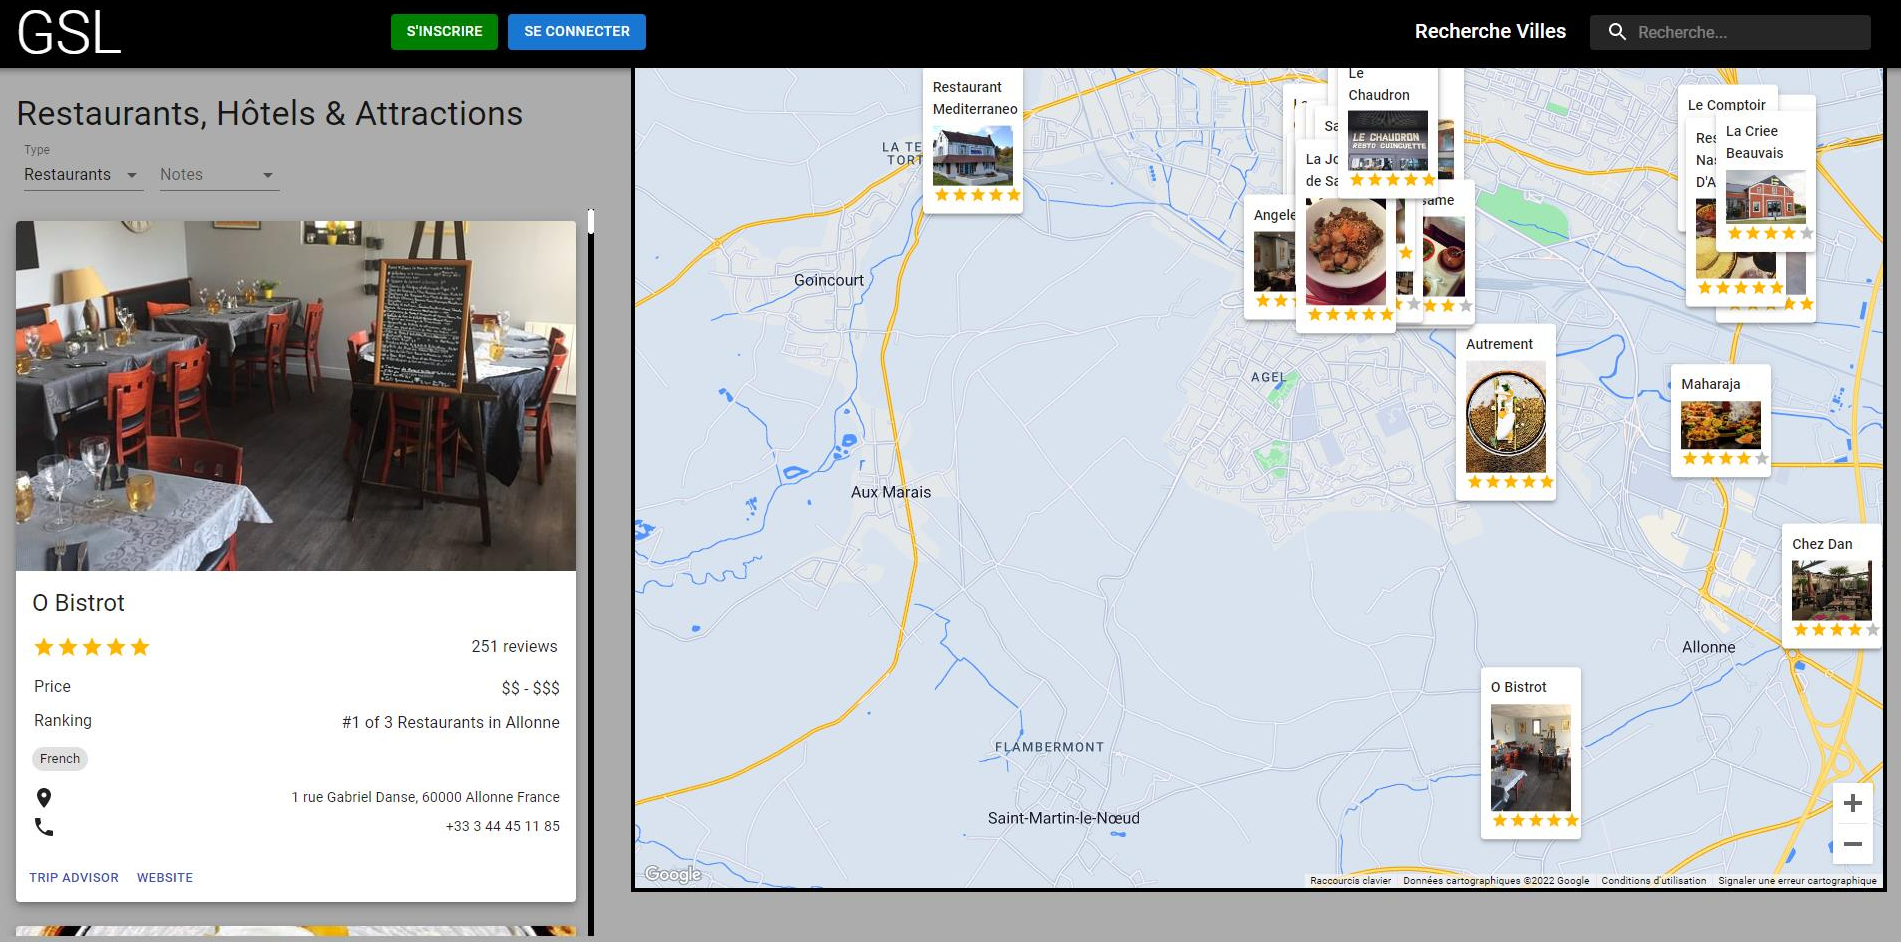 GSL
S'INSCRIRE
SE CONNECTER
Recherche Villes
Recherche...
Restaurants, Hôtels & Attractions
Type
Restaurants
Notes
O Bistrot
251 reviews
Price
$$ - $$$
Ranking
#1 of 3 Restaurants in Allonne
French
1 rue Gabriel Danse, 60000 Allonne France
+33 3 44 45 11 85
TRIP ADVISOR
WEBSITE
Restaurant
Mediterraneo
LA TE
TORT
Goincourt
Aux Marais
Le
Chaudron
LE CHAUDRON
RESTO GUINGUETTE
Sa
La Jo
de Sa
Angele
same
Le Comptoir
Res
Nas
D'A
La Criee
Beauvais
AGEL
Autrement
Maharaja
Chez Dan
Allonne
O Bistrot
FLAMBERMONT
Saint-Martin-le-Nœud
Google
Raccourcis clavier
Données cartographiques ©2022 Google
Conditions d'utilisation
Signaler une erreur cartographique